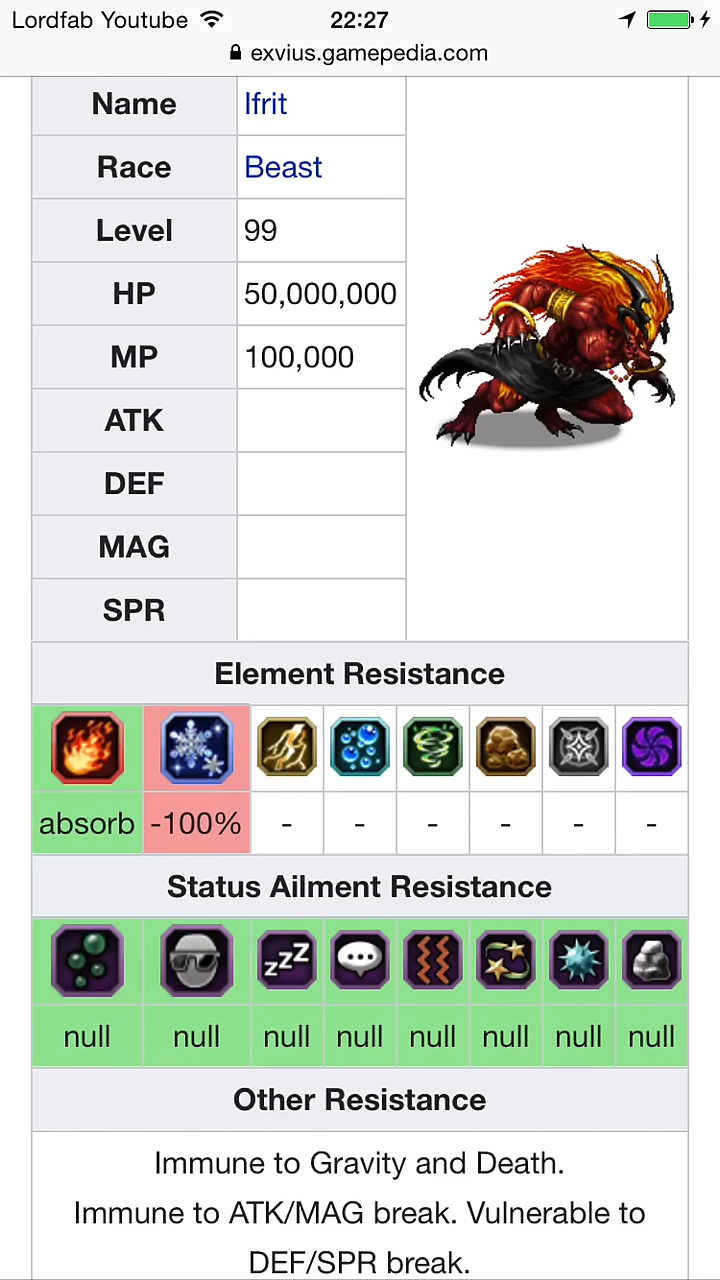 Lordfab Youtube 22:27
exvius.gamepedia.com
Name Ifrit
Race Beast
Level 99
HP 50,000,000
MP 100,000
ATK
DEF
MAG
SPR
Element Resistance
absorb -100% - - - - - -
Status Ailment Resistance
zzz
null null null null null null null null
Other Resistance
Immune to Gravity and Death.
Immune to ATK/MAG break. Vulnerable to
DEF/SPR break.